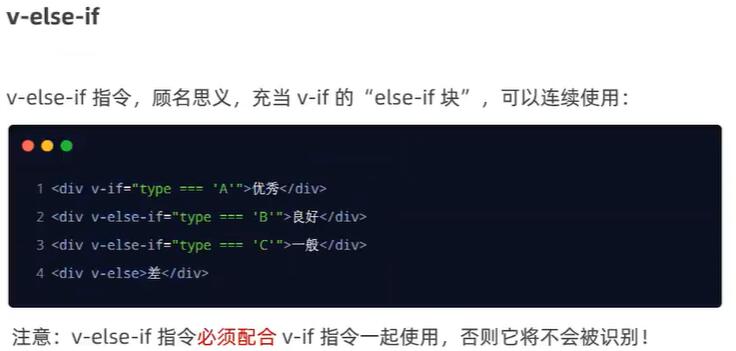 v-else-if
v-else-if 指令，顾名思义，充当 v-if 的“else-if 块”，可以连续使用：
1 <div v-if="type === 'A'">优秀</div>
2 <div v-else-if="type === 'B'">良好</div>
3 <div v-else-if="type === 'C'">一般</div>
4 <div v-else>差</div>
注意：v-else-if 指令必须配合 v-if 指令一起使用，否则它将不会被识别！